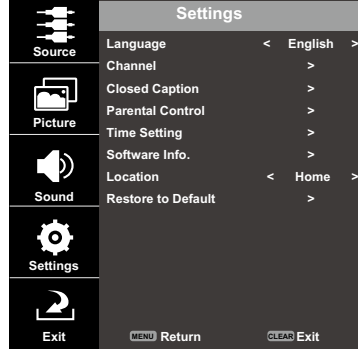 Settings
Source
Picture
Sound
Settings
Exit
Language < English >
Channel >
Closed Caption >
Parental Control >
Time Setting >
Software Info. >
Location < Home >
Restore to Default >
MENU Return CLEAR Exit